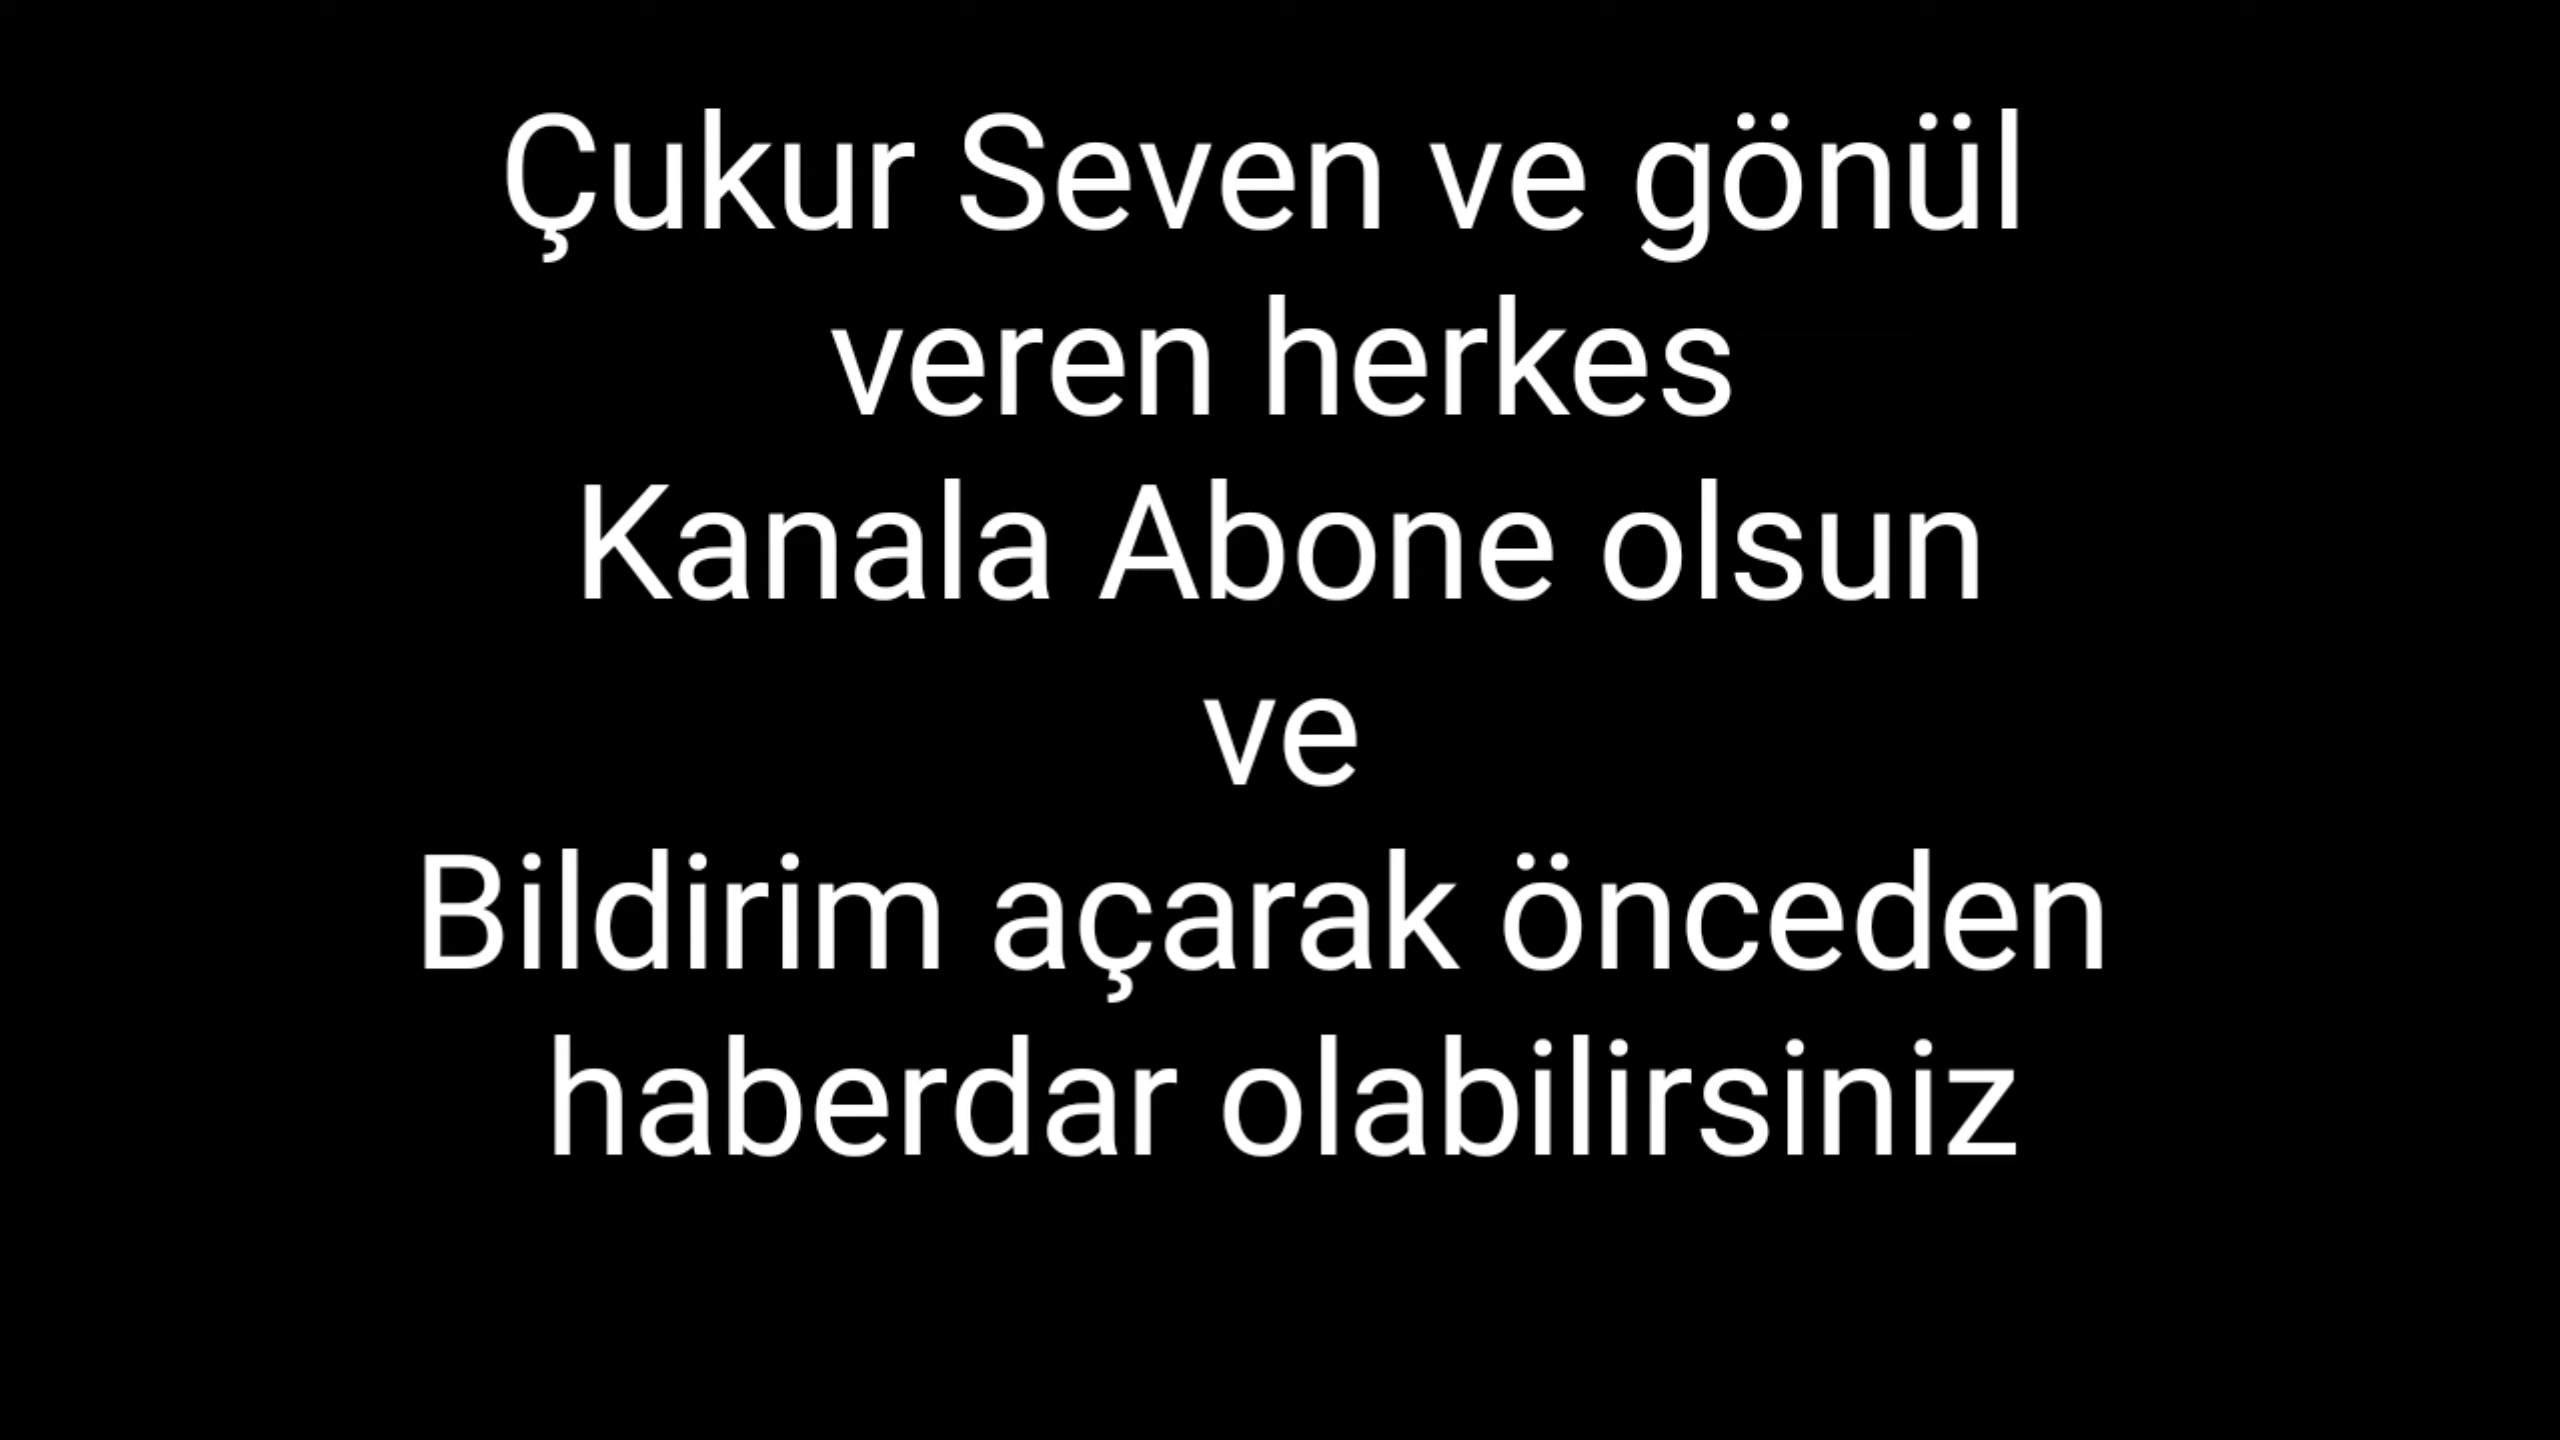 Çukur Seven ve gönül
veren herkes
Kanala Abone olsun
ve
Bildirim açarak önceden
haberdar olabilirsiniz